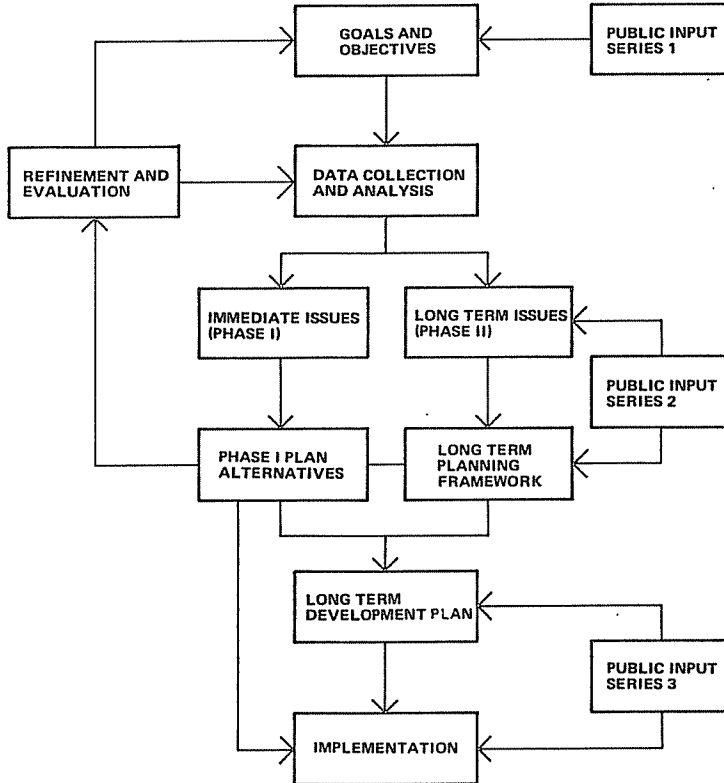 GOALS AND
OBJECTIVES
PUBLIC INPUT
SERIES 1
REFINEMENT AND
EVALUATION
DATA COLLECTION
AND ANALYSIS
IMMEDIATE ISSUES
(PHASE I)
LONG TERM ISSUES
(PHASE II)
PUBLIC INPUT
SERIES 2
PHASE I PLAN
ALTERNATIVES
LONG TERM
PLANNING
FRAMEWORK
LONG TERM
DEVELOPMENT PLAN
PUBLIC INPUT
SERIES 3
IMPLEMENTATION